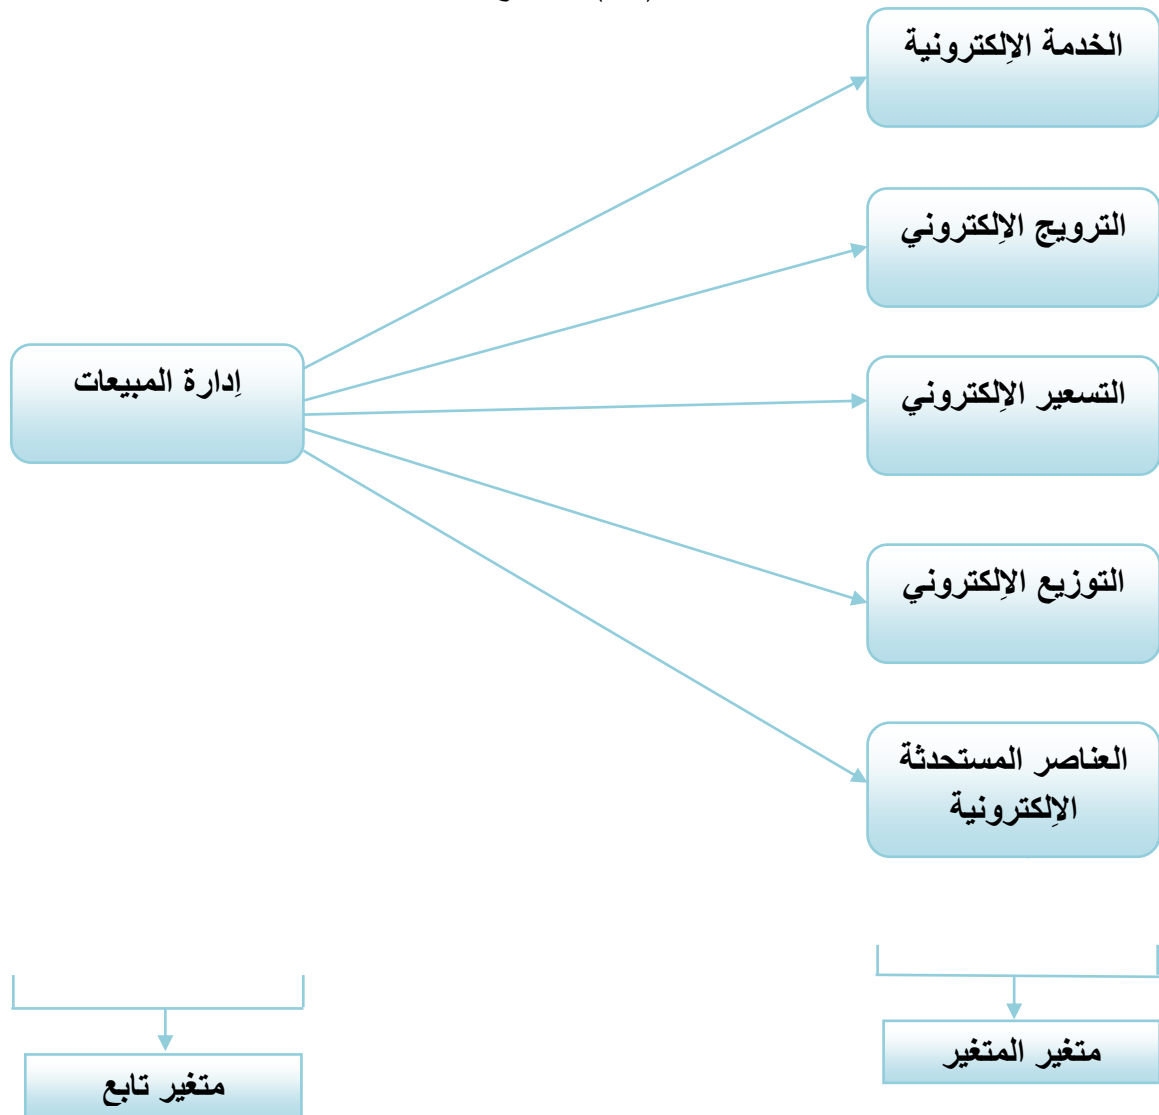 الخدمة الإلكترونية
الترويج الإلكتروني
إدارة المبيعات
التسعير الإلكتروني
التوزيع الإلكتروني
العناصر المستحدثة
الإلكترونية
متغير المتغير
متغير تابع